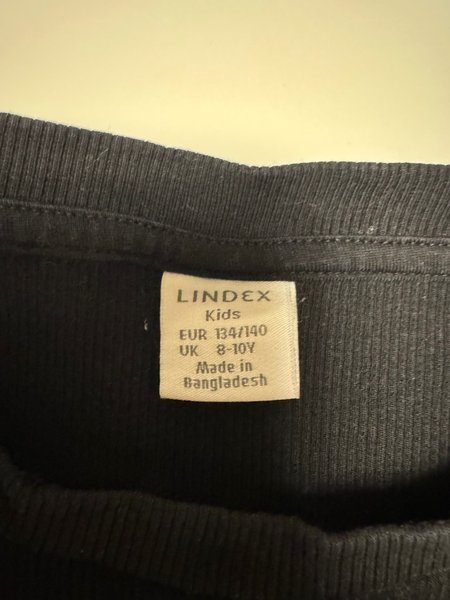 LINDEX
Kids
EUR 134/140
UK 8-10Y
Made in
Bangladesh